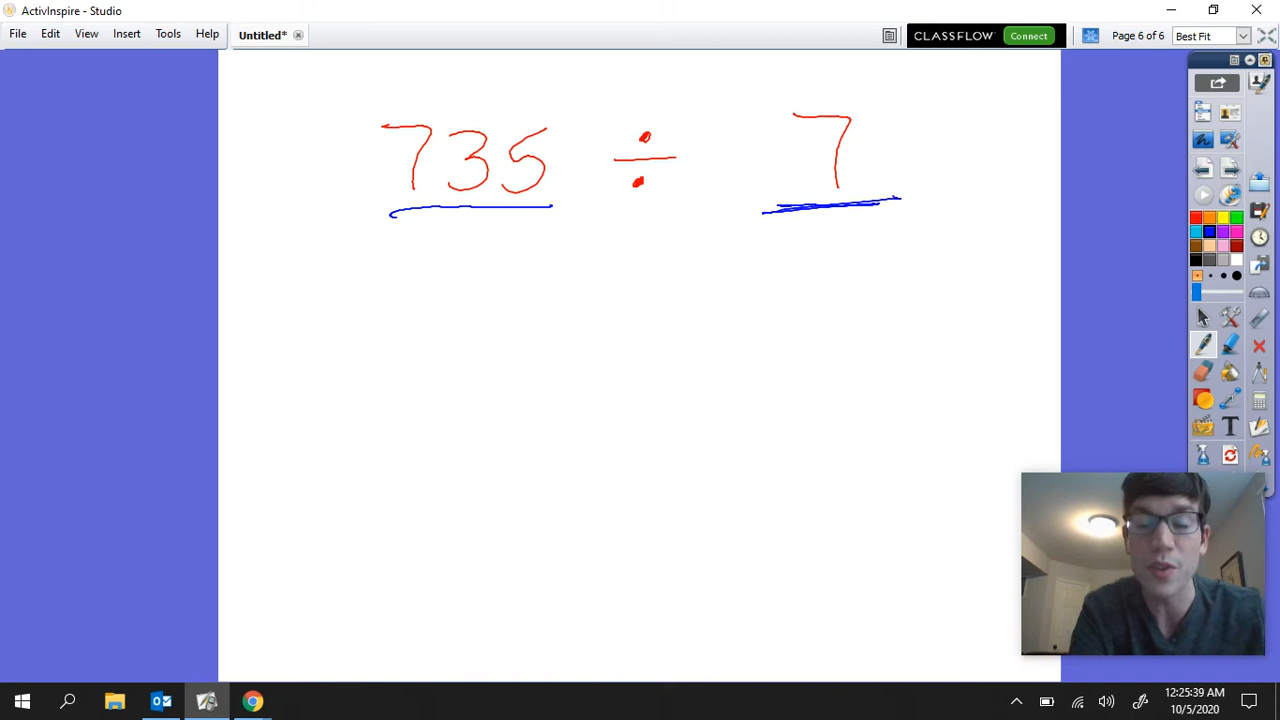 ActivInspire - Studio
File Edit View Insert Tools Help Untitled* CLASSFLOW Connect Page 6 of 6 Best Fit
735 ÷ 7
12:25:39 AM
10/5/2020